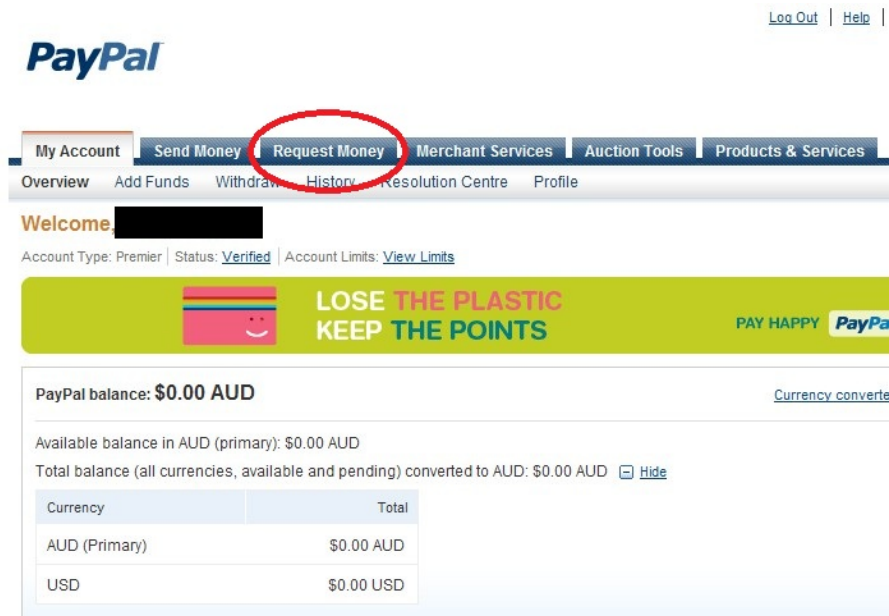 Log Out | Help |
PayPal
My Account Send Money Request Money Merchant Services Auction Tools Products & Services
Overview Add Funds Withdraw History Resolution Centre Profile
Welcome,
Account Type: Premier | Status: Verified | Account Limits: View Limits
LOSE THE PLASTIC
KEEP THE POINTS
PAY HAPPY PayPa
PayPal balance: $0.00 AUD
Currency converte
Available balance in AUD (primary): $0.00 AUD
Total balance (all currencies, available and pending) converted to AUD: $0.00 AUD Hide
Currency Total
AUD (Primary) $0.00 AUD
USD $0.00 USD